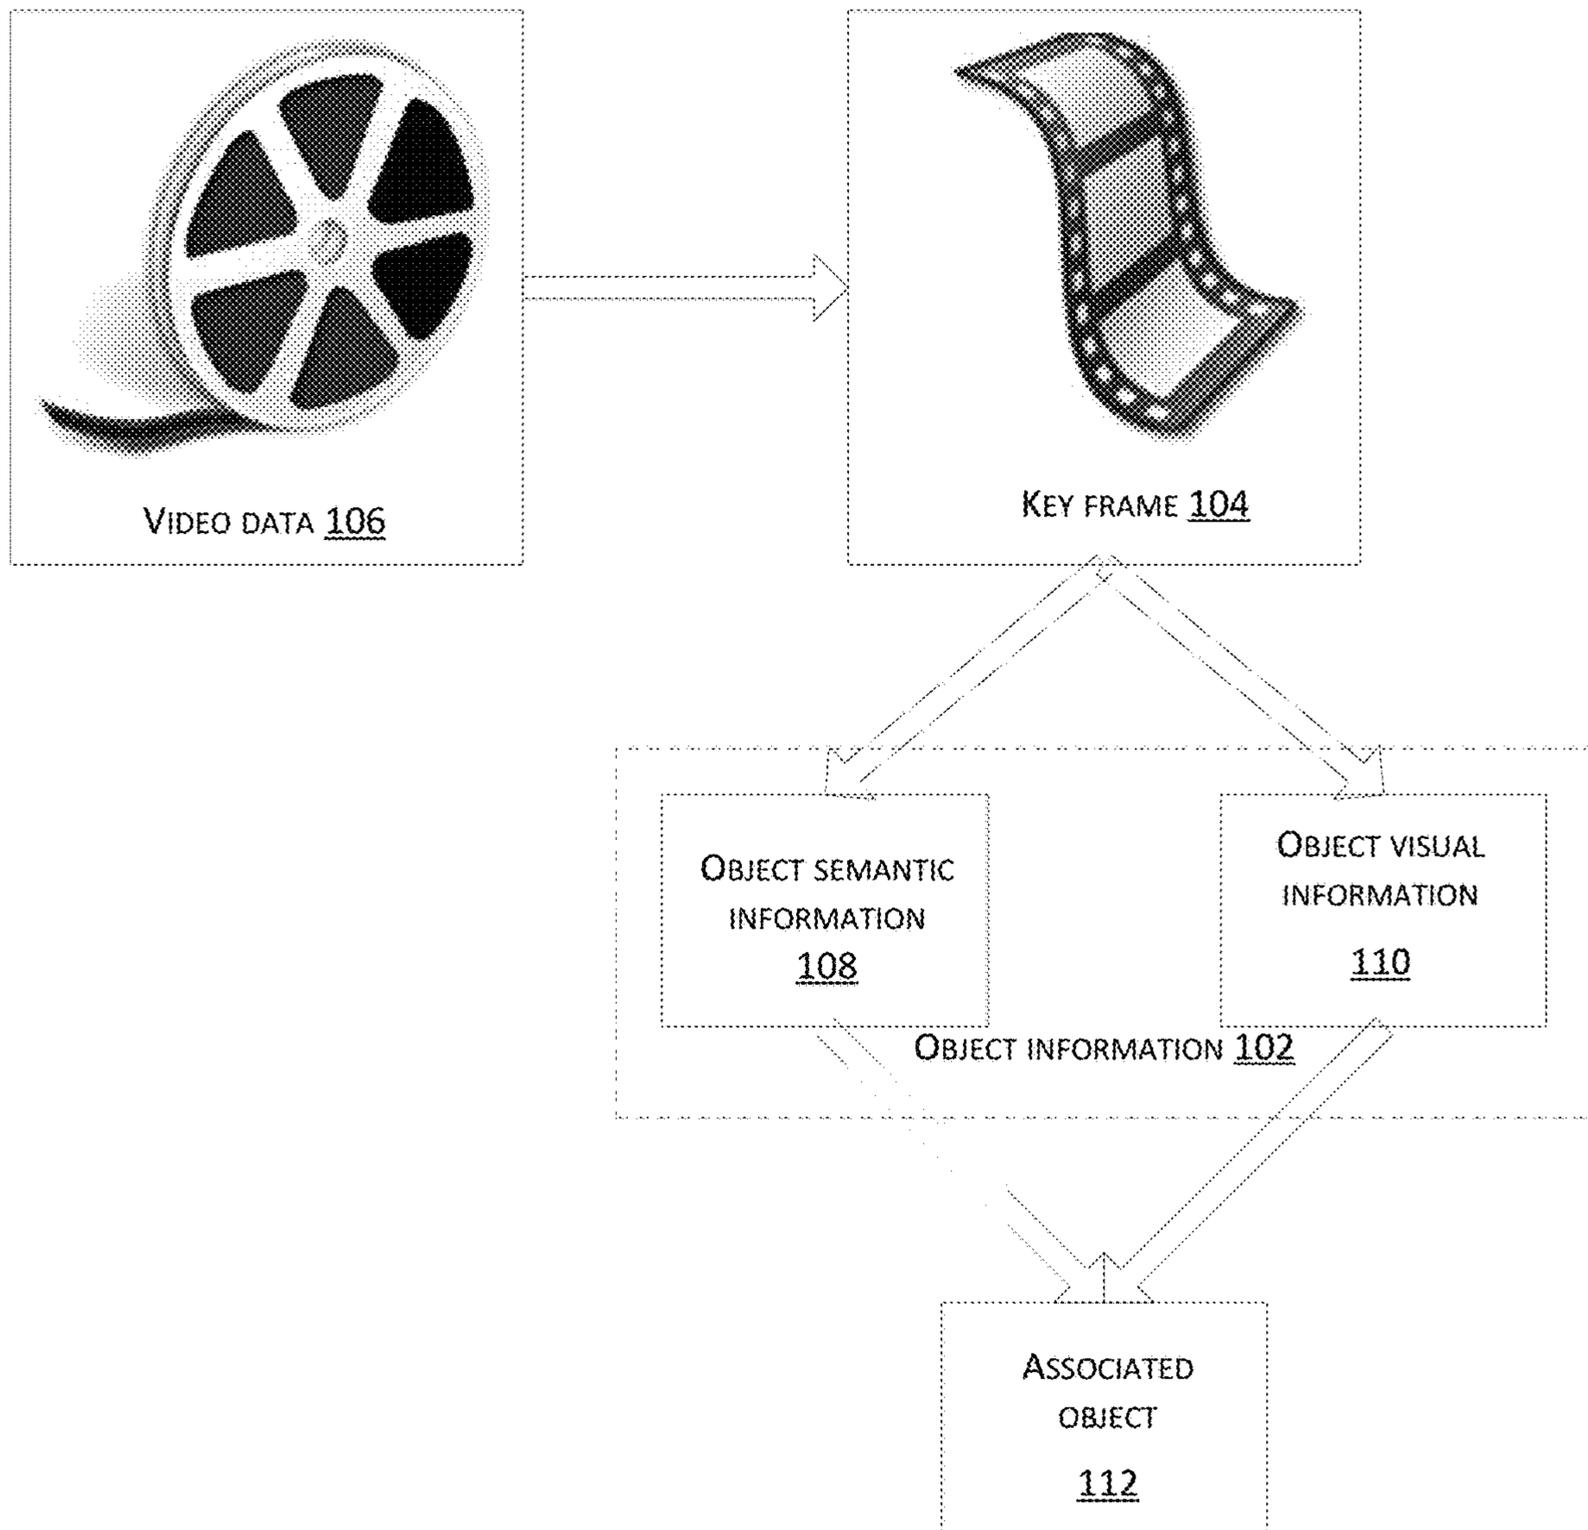 Video data 106
Key frame 104
Object semantic
information
108
Object visual
information
110
Object information 102
Associated
object
112